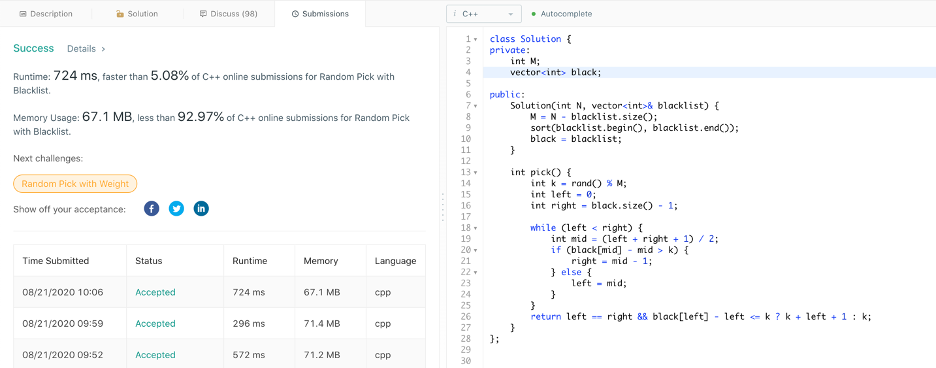 Description Solution Discuss (98) Submissions
Success Details >
Runtime: 724 ms, faster than 5.08% of C++ online submissions for Random Pick with
Blacklist.
Memory Usage: 67.1 MB, less than 92.97% of C++ online submissions for Random Pick
with Blacklist.
Next challenges:
Random Pick with Weight
Show off your acceptance:
Time Submitted Status Runtime Memory Language
08/21/2020 10:06 Accepted 724 ms 67.1 MB cpp
08/21/2020 09:59 Accepted 296 ms 71.4 MB cpp
08/21/2020 09:52 Accepted 572 ms 71.2 MB cpp
i C++ Autocomplete
1 class Solution {
2 private:
3     int M;
4     vector<int> black;
5
6 public:
7     Solution(int N, vector<int>& blacklist) {
8         M = N - blacklist.size();
9         sort(blacklist.begin(), blacklist.end());
10         black = blacklist;
11     }
12
13     int pick() {
14         int k = rand() % M;
15         int left = 0;
16         int right = black.size() - 1;
17
18         while (left < right) {
19             int mid = (left + right + 1) / 2;
20             if (black[mid] - mid > k) {
21                 right = mid - 1;
22             } else {
23                 left = mid;
24             }
25         }
26         return left == right && black[left] - left <= k ? k + left + 1 : k;
27     }
28 };
29
30